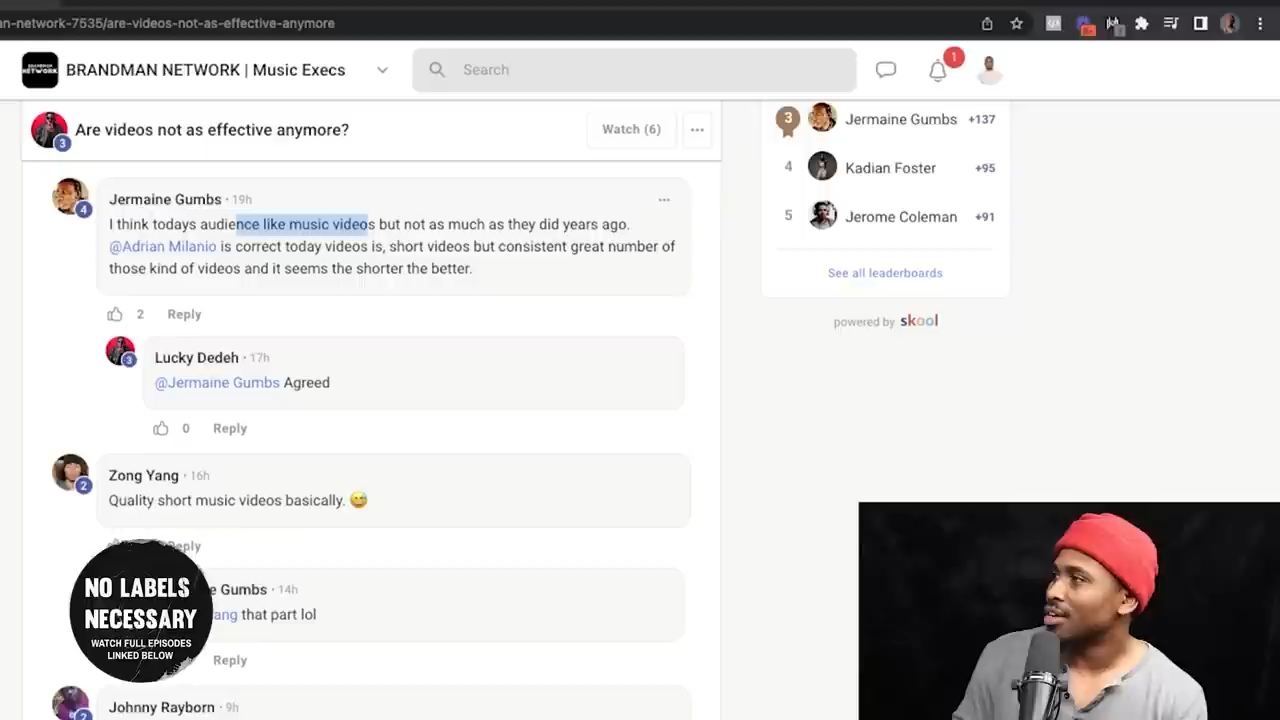 an-network-7535/are-videos-not-as-effective-anymore
BRANDMAN NETWORK | Music Execs
Search
1
Are videos not as effective anymore?
3
Watch (6)
Jermaine Gumbs · 19h
4
I think todays audience like music videos but not as much as they did years ago.
@Adrian Milanio is correct today videos is, short videos but consistent great number of
those kind of videos and it seems the shorter the better.
2 Reply
Lucky Dedeh · 17h
3
@Jermaine Gumbs Agreed
0 Reply
Zong Yang · 16h
2
Quality short music videos basically. 😅
Reply
e Gumbs · 14h
ang that part lol
Reply
Johnny Rayborn · 9h
2
3 Jermaine Gumbs +137
4 Kadian Foster +95
5 Jerome Coleman +91
See all leaderboards
powered by skool
NO LABELS
NECESSARY
WATCH FULL EPISODES
LINKED BELOW